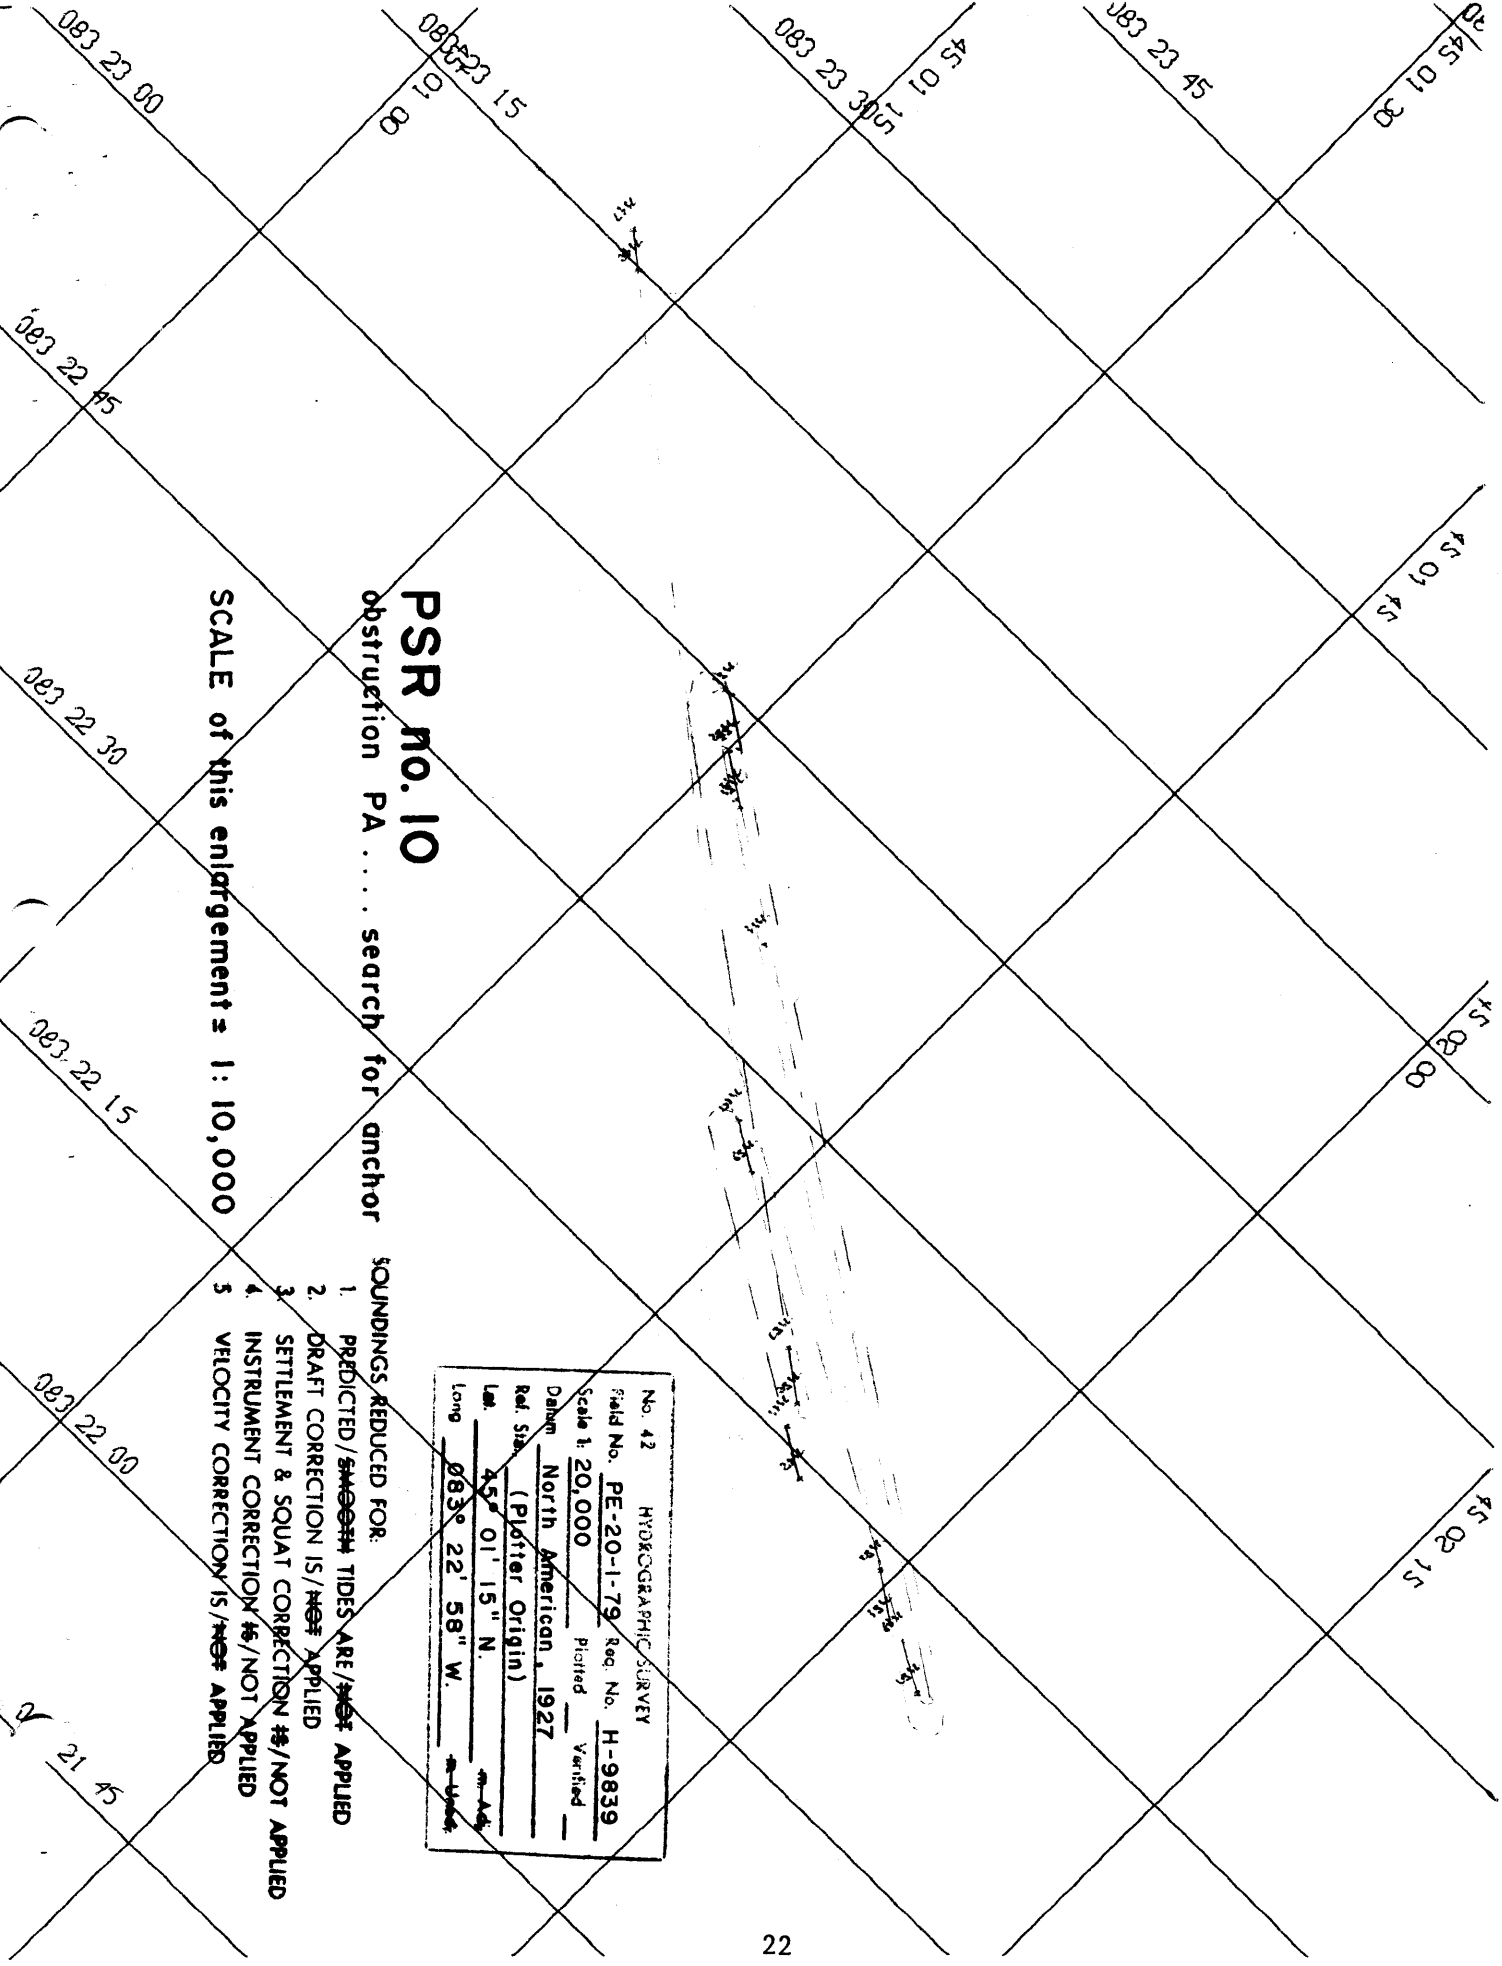 PSR no. 10
obstruction PA .... search for anchor
SCALE of this enlargement = 1: 10,000
SOUNDINGS REDUCED FOR:
1. PREDICTED / SMOOTH TIDES ARE / NOT APPLIED
2. DRAFT CORRECTION IS / NOT APPLIED
3. SETTLEMENT & SQUAT CORRECTION IS / NOT APPLIED
4. INSTRUMENT CORRECTION IS / NOT APPLIED
5 VELOCITY CORRECTION IS / NOT APPLIED
No. 42 HYDROGRAPHIC SURVEY
Field No. PE-20-1-79 Reg. No. H-9839
Scale 1: 20,000 Plotted Verified
Datum North American, 1927
Ref. Sta. (Plotter Origin)
Lat. 45° 01' 15" N. m. Adj.
Long 083° 22' 58" W. m
083 23 00
083 23 15
083 23 30
083 23 45
083 22 45
083 22 30
083 22 15
083 22 00
21 45
01 00
45 01 15
45 01 30
45 01 45
45 02 00
45 02 15
22